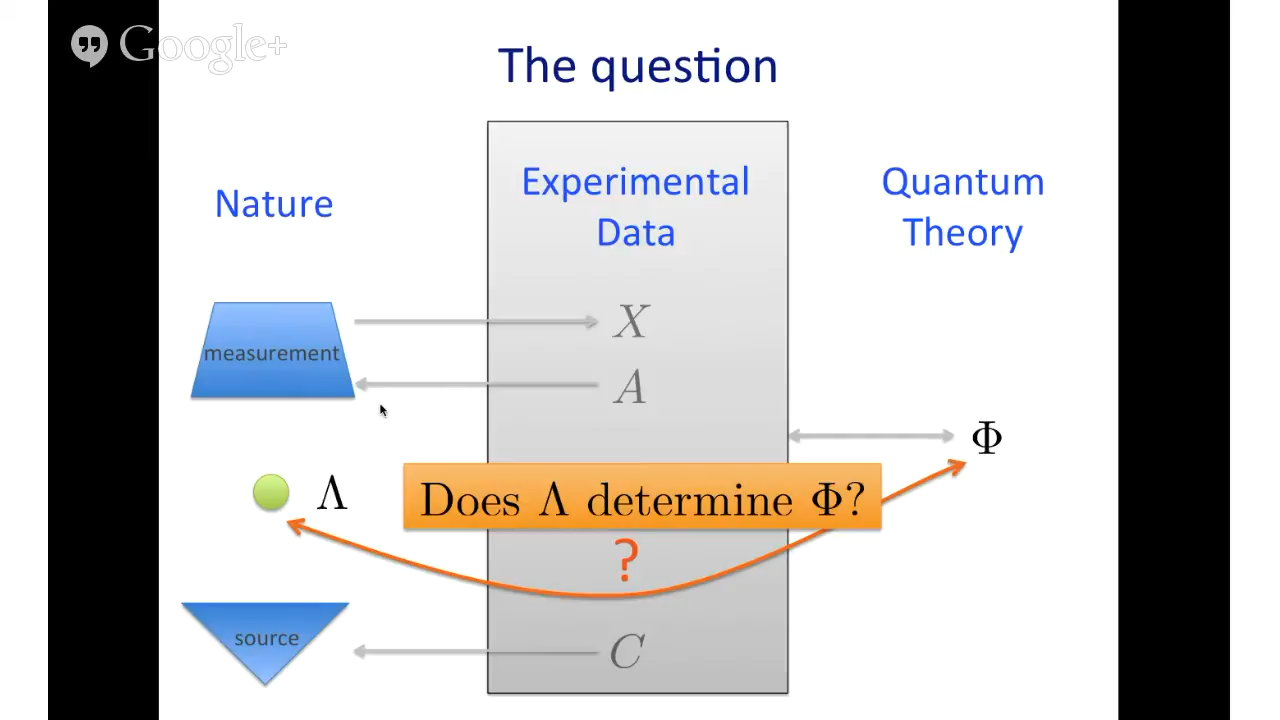 Google+
The question
Nature
Experimental
Data
Quantum
Theory
measurement
X
A
Φ
Λ
Does Λ determine Φ?
?
source
C